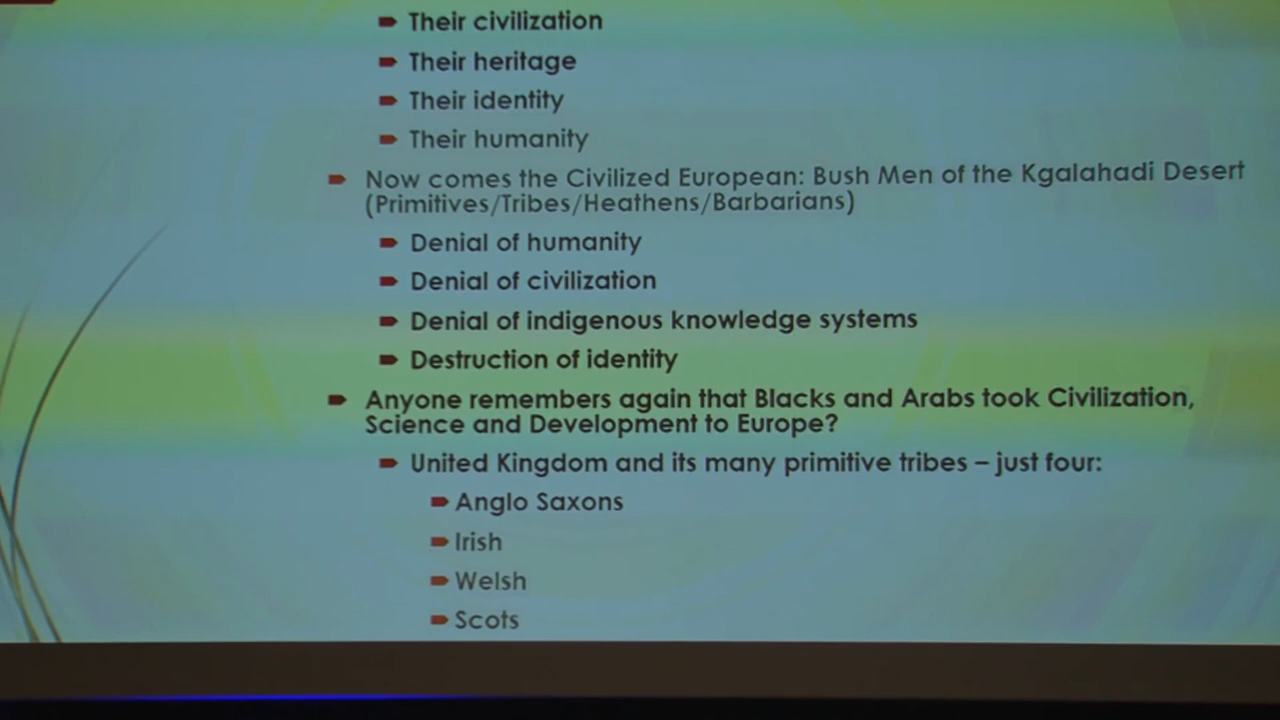 Their civilization
Their heritage
Their identity
Their humanity
Now comes the Civilized European: Bush Men of the Kgalahadi Desert
(Primitives/Tribes/Heathens/Barbarians)
Denial of humanity
Denial of civilization
Denial of indigenous knowledge systems
Destruction of identity
Anyone remembers again that Blacks and Arabs took Civilization,
Science and Development to Europe?
United Kingdom and its many primitive tribes – just four:
Anglo Saxons
Irish
Welsh
Scots